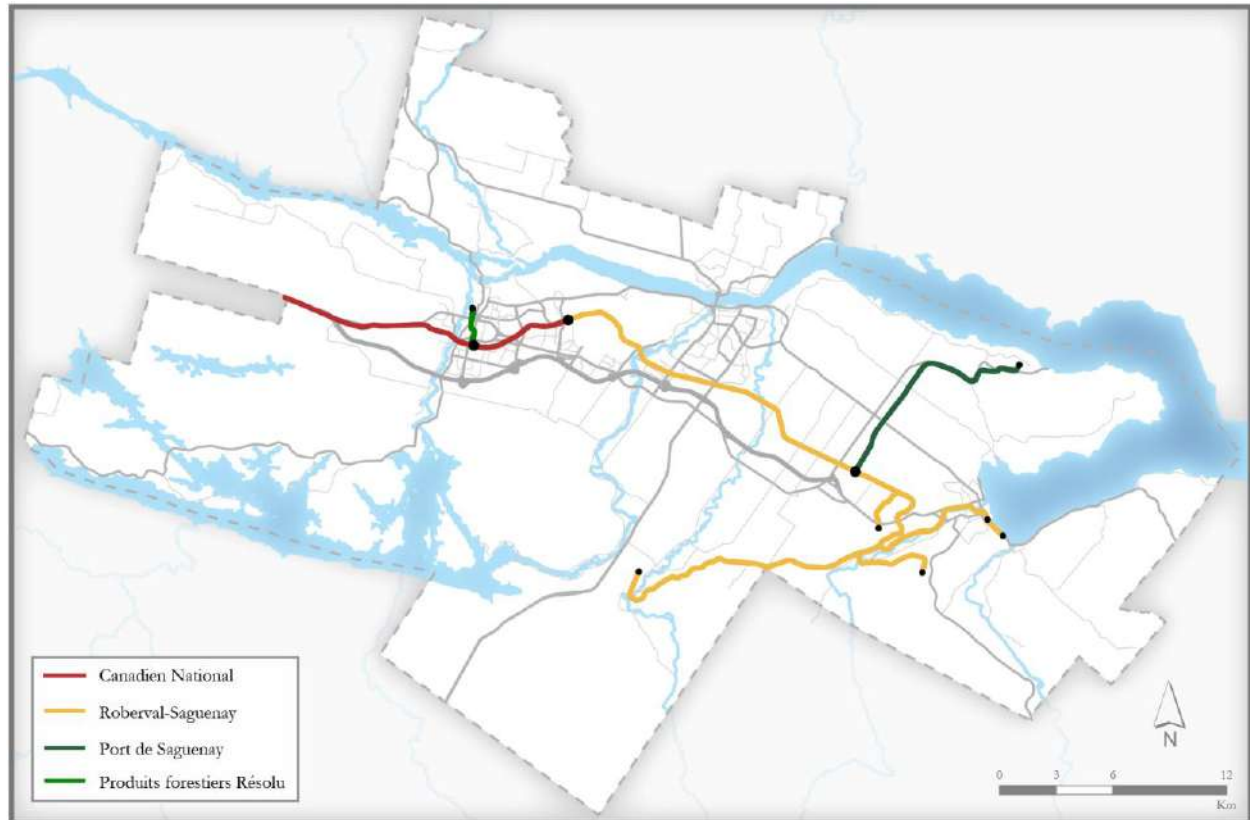 Canadien National
Roberval-Saguenay
Port de Saguenay
Produits forestiers Résolu
N
0 3 6 12
Km